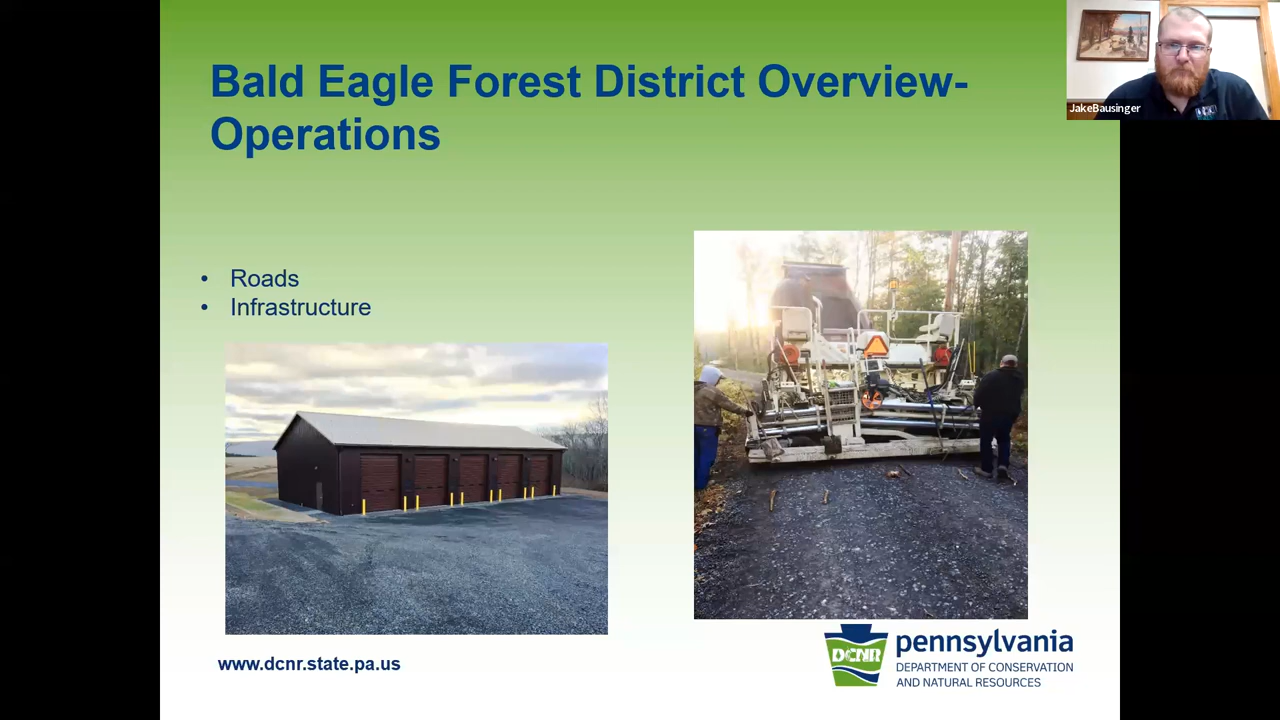 Bald Eagle Forest District Overview-
Operations
JakeBausinger
• Roads
• Infrastructure
www.dcnr.state.pa.us
DCNR
pennsylvania
DEPARTMENT OF CONSERVATION
AND NATURAL RESOURCES